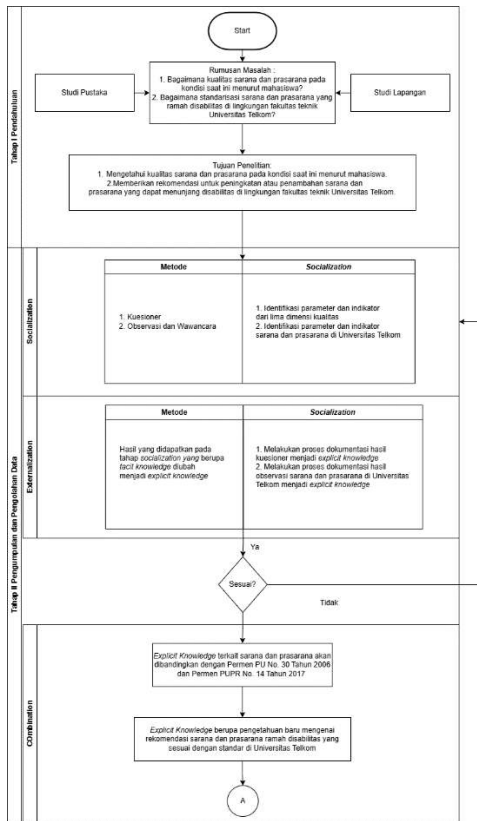 Start
Tahap I Pendahuluan
Studi Pustaka
Rumusan Masalah :
1. Bagaimana kualitas sarana dan prasarana pada
kondisi saat ini menurut mahasiswa?
2. Bagaimana standarisasi sarana dan prasarana yang
ramah disabilitas di lingkungan fakultas teknik
Universitas Telkom?
Studi Lapangan
Tujuan Penelitian:
1. Mengetahui kualitas sarana dan prasarana pada kondisi saat ini menurut mahasiswa.
2.Memberikan rekomendasi untuk peningkatan atau penambahan sarana dan
prasarana yang dapat menunjang disabilitas di lingkungan fakultas teknik Universitas Telkom.
Tahap II Pengumpulan dan Pengolahan Data
Socialization
Metode
Socialization
1. Kuesioner
2. Observasi dan Wawancara
1. Identifikasi parameter dan indikator
dari lima dimensi kualitas
2. Identifikasi parameter dan indikator
sarana dan prasarana di Universitas Telkom
Externalization
Metode
Socialization
Hasil yang didapatkan pada
tahap socialization yang berupa
tacit knowledge diubah
menjadi explicit knowledge
1. Melakukan proses dokumentasi hasil
kuesioner menjadi explicit knowledge
2. Melakukan proses dokumentasi hasil
observasi sarana dan prasarana di Universitas
Telkom menjadi explicit knowledge
Ya
Sesuai?
Tidak
COmbination
Explicit Knowledge terkait sarana dan prasarana akan
dibandingkan dengan Permen PU No. 30 Tahun 2006
dan Permen PUPR No. 14 Tahun 2017
Explicit Knowledge berupa pengetahuan baru mengenai
rekomendasi sarana dan prasarana ramah disabilitas yang
sesuai dengan standar di Universitas Telkom
A